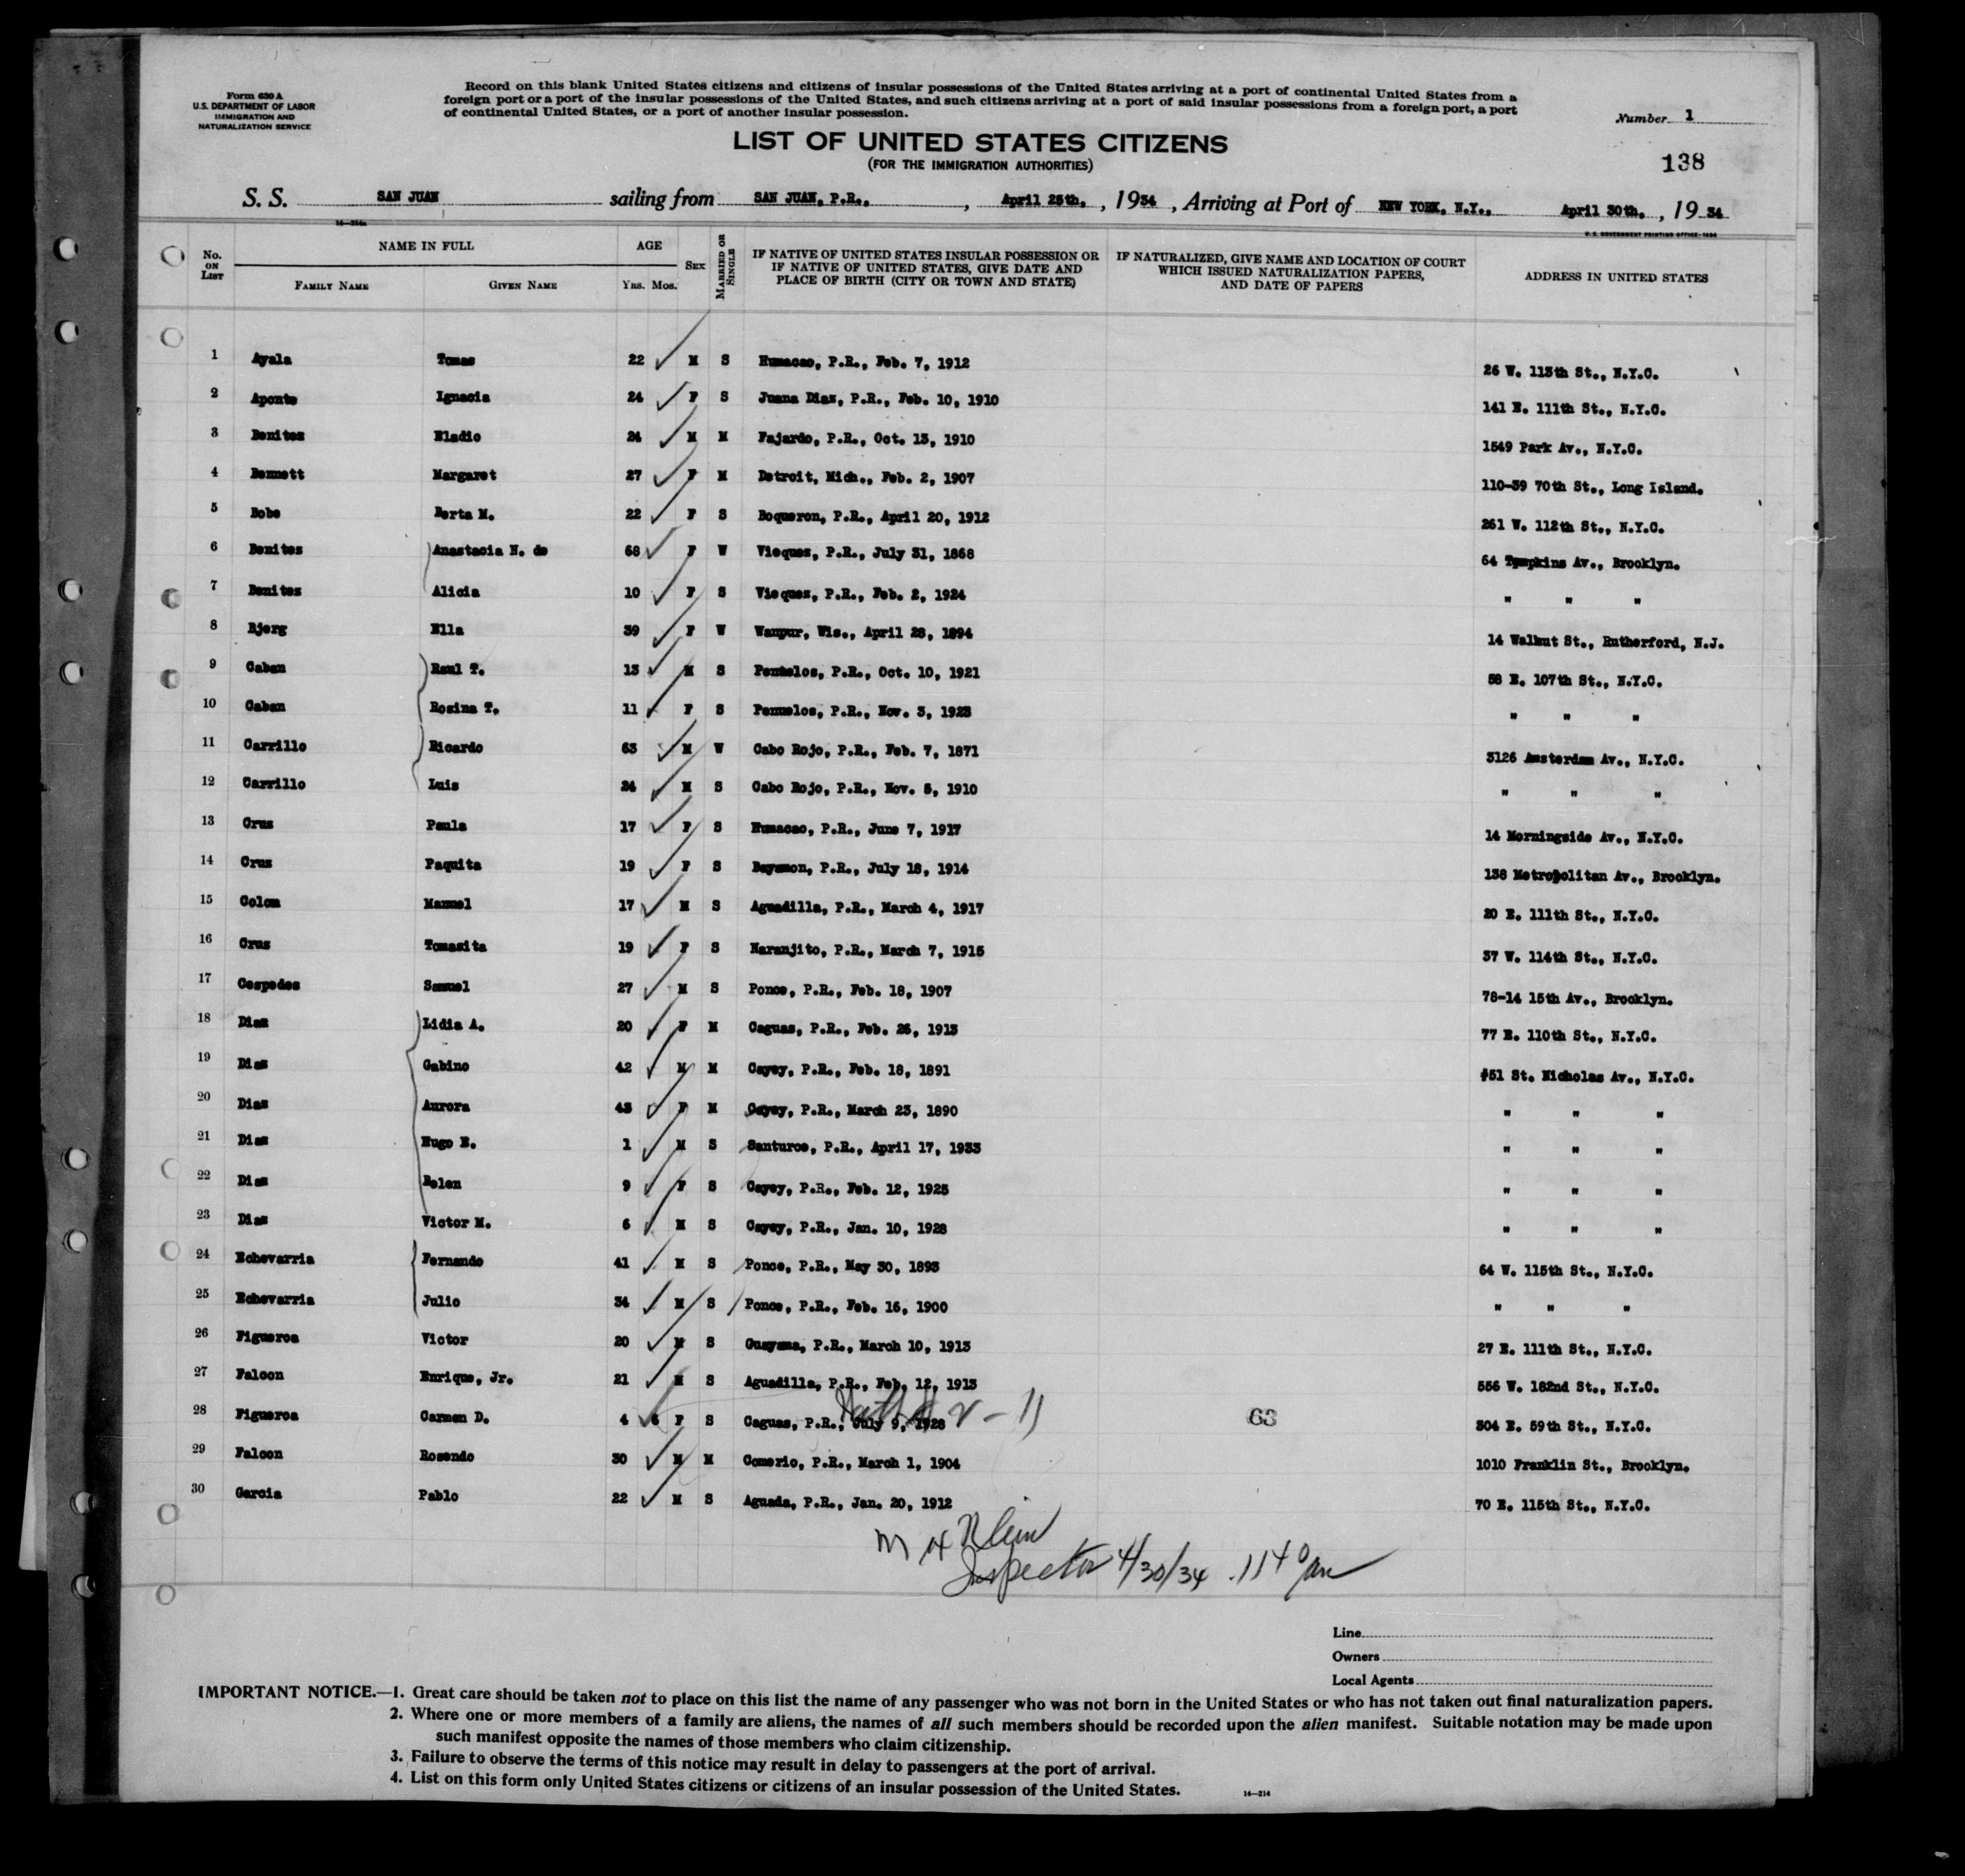 Form 630 A
U.S. DEPARTMENT OF LABOR
IMMIGRATION AND
NATURALIZATION SERVICE
Record on this blank United States citizens and citizens of insular possessions of the United States arriving at a port of continental United States from a
foreign port or a port of the insular possessions of the United States, and such citizens arriving at a port of said insular possessions from a foreign port, a port
of continental United States, or a port of another insular possession.
Number 1
LIST OF UNITED STATES CITIZENS
(FOR THE IMMIGRATION AUTHORITIES)
138
S. S. SAN JUAN sailing from SAN JUAN, P.R., , April 25th, , 1934 , Arriving at Port of NEW YORK, N.Y., April 30th, , 19 34
14—214a
U. S. GOVERNMENT PRINTING OFFICE: 1934
No. ON LIST NAME IN FULL FAMILY NAME GIVEN NAME AGE YRS. MOS. SEX MARRIED OR SINGLE IF NATIVE OF UNITED STATES INSULAR POSSESSION OR IF NATIVE OF UNITED STATES, GIVE DATE AND PLACE OF BIRTH (CITY OR TOWN AND STATE) IF NATURALIZED, GIVE NAME AND LOCATION OF COURT WHICH ISSUED NATURALIZATION PAPERS, AND DATE OF PAPERS ADDRESS IN UNITED STATES
1 Ayala Tomas 22 M S Humacao, P.R., Feb. 7, 1912 26 W. 113th St., N.Y.C.
2 Aponte Ignacia 24 F S Juana Diaz, P.R., Feb. 10, 1910 141 E. 111th St., N.Y.C.
3 Benitez Eladio 24 M M Fajardo, P.R., Oct. 13, 1910 1549 Park Av., N.Y.C.
4 Bennett Margaret 27 F M Detroit, Mich., Feb. 2, 1907 110-39 70th St., Long Island.
5 Bobe Berta M. 22 F S Boqueron, P.R., April 20, 1912 261 W. 112th St., N.Y.C.
6 Benitez Anastacia N. de 68 F W Vieques, P.R., July 31, 1868 64 Tompkins Av., Brooklyn.
7 Benitez Alicia 10 F S Vieques, P.R., Feb. 2, 1924 " " "
8 Bjerg Ella 39 F W Wis., April 28, 1894 14 Walnut St., Rutherford, N.J.
9 Caban Raul T. 13 M S P.R., Oct. 10, 1921 58 E. 107th St., N.Y.C.
10 Caban Rosina T. 11 F S P.R., Nov. 3, 1923 " " "
11 Carrillo Ricardo 63 M W Cabo Rojo, P.R., Feb. 7, 1871 3126 Amsterdam Av., N.Y.C.
12 Carrillo Luis 24 M S Cabo Rojo, P.R., Nov. 5, 1910 " " "
13 Cruz Paula 17 F S Humacao, P.R., June 7, 1917 14 Morningside Av., N.Y.C.
14 Cruz Paquita 19 F S Bayamon, P.R., July 18, 1914 138 Metropolitan Av., Brooklyn.
15 Colon Manuel 17 M S Aguadilla, P.R., March 4, 1917 20 E. 111th St., N.Y.C.
16 Cruz Tomasita 19 F S Naranjito, P.R., March 7, 1915 37 W. 114th St., N.Y.C.
17 Cespedes Samuel 27 M S Ponce, P.R., Feb. 18, 1907 78-14 15th Av., Brooklyn.
18 Diaz Lidia A. 20 F M Caguas, P.R., Feb. 26, 1913 77 E. 110th St., N.Y.C.
19 Diaz Gabino 42 M M Cayey, P.R., Feb. 18, 1891 #51 St. Nicholas Av., N.Y.C.
20 Diaz Aurora 43 F M Cayey, P.R., March 23, 1890 " " "
21 Diaz Hugo E. 1 M S Santurce, P.R., April 17, 1933 " " "
22 Diaz Belen 9 F S Cayey, P.R., Feb. 12, 1925 " " "
23 Diaz Victor M. 6 M S Cayey, P.R., Jan. 10, 1928 " " "
24 Echevarria Fernando 41 M S Ponce, P.R., May 30, 1893 64 W. 115th St., N.Y.C.
25 Echevarria Julio 34 M S Ponce, P.R., Feb. 16, 1900 " " "
26 Figueroa Victor 20 M S Guayama, P.R., March 10, 1913 27 E. 111th St., N.Y.C.
27 Falcon Enrique, Jr. 21 M S Aguadilla, P.R., Feb. 12, 1913 556 W. 182nd St., N.Y.C.
28 Figueroa Carmen D. 4 6 F S Caguas, P.R., July 9, 1928 63 304 E. 59th St., N.Y.C.
29 Falcon Rosendo 30 M M Comerio, P.R., March 1, 1904 1010 Franklin St., Brooklyn.
30 Garcia Pablo 22 M S Aguada, P.R., Jan. 20, 1912 70 E. 115th St., N.Y.C.
M H Klein
Inspector 4/30/34 1140 am
Line
Owners
Local Agents
IMPORTANT NOTICE.—1. Great care should be taken not to place on this list the name of any passenger who was not born in the United States or who has not taken out final naturalization papers.
2. Where one or more members of a family are aliens, the names of all such members should be recorded upon the alien manifest. Suitable notation may be made upon
such manifest opposite the names of those members who claim citizenship.
3. Failure to observe the terms of this notice may result in delay to passengers at the port of arrival.
4. List on this form only United States citizens or citizens of an insular possession of the United States.
14—214